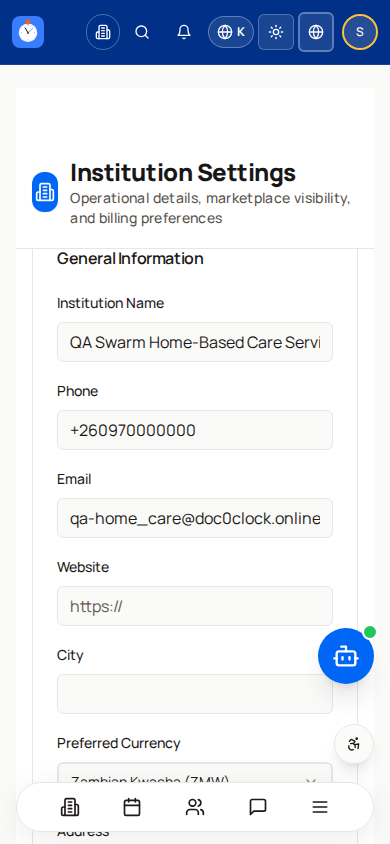 K
S
Institution Settings
Operational details, marketplace visibility,
and billing preferences
General Information
Institution Name
QA Swarm Home-Based Care Servi
Phone
+260970000000
Email
qa-home_care@doc0clock.online
Website
https://
City
Preferred Currency
Zambian Kwacha (ZMW)
Address